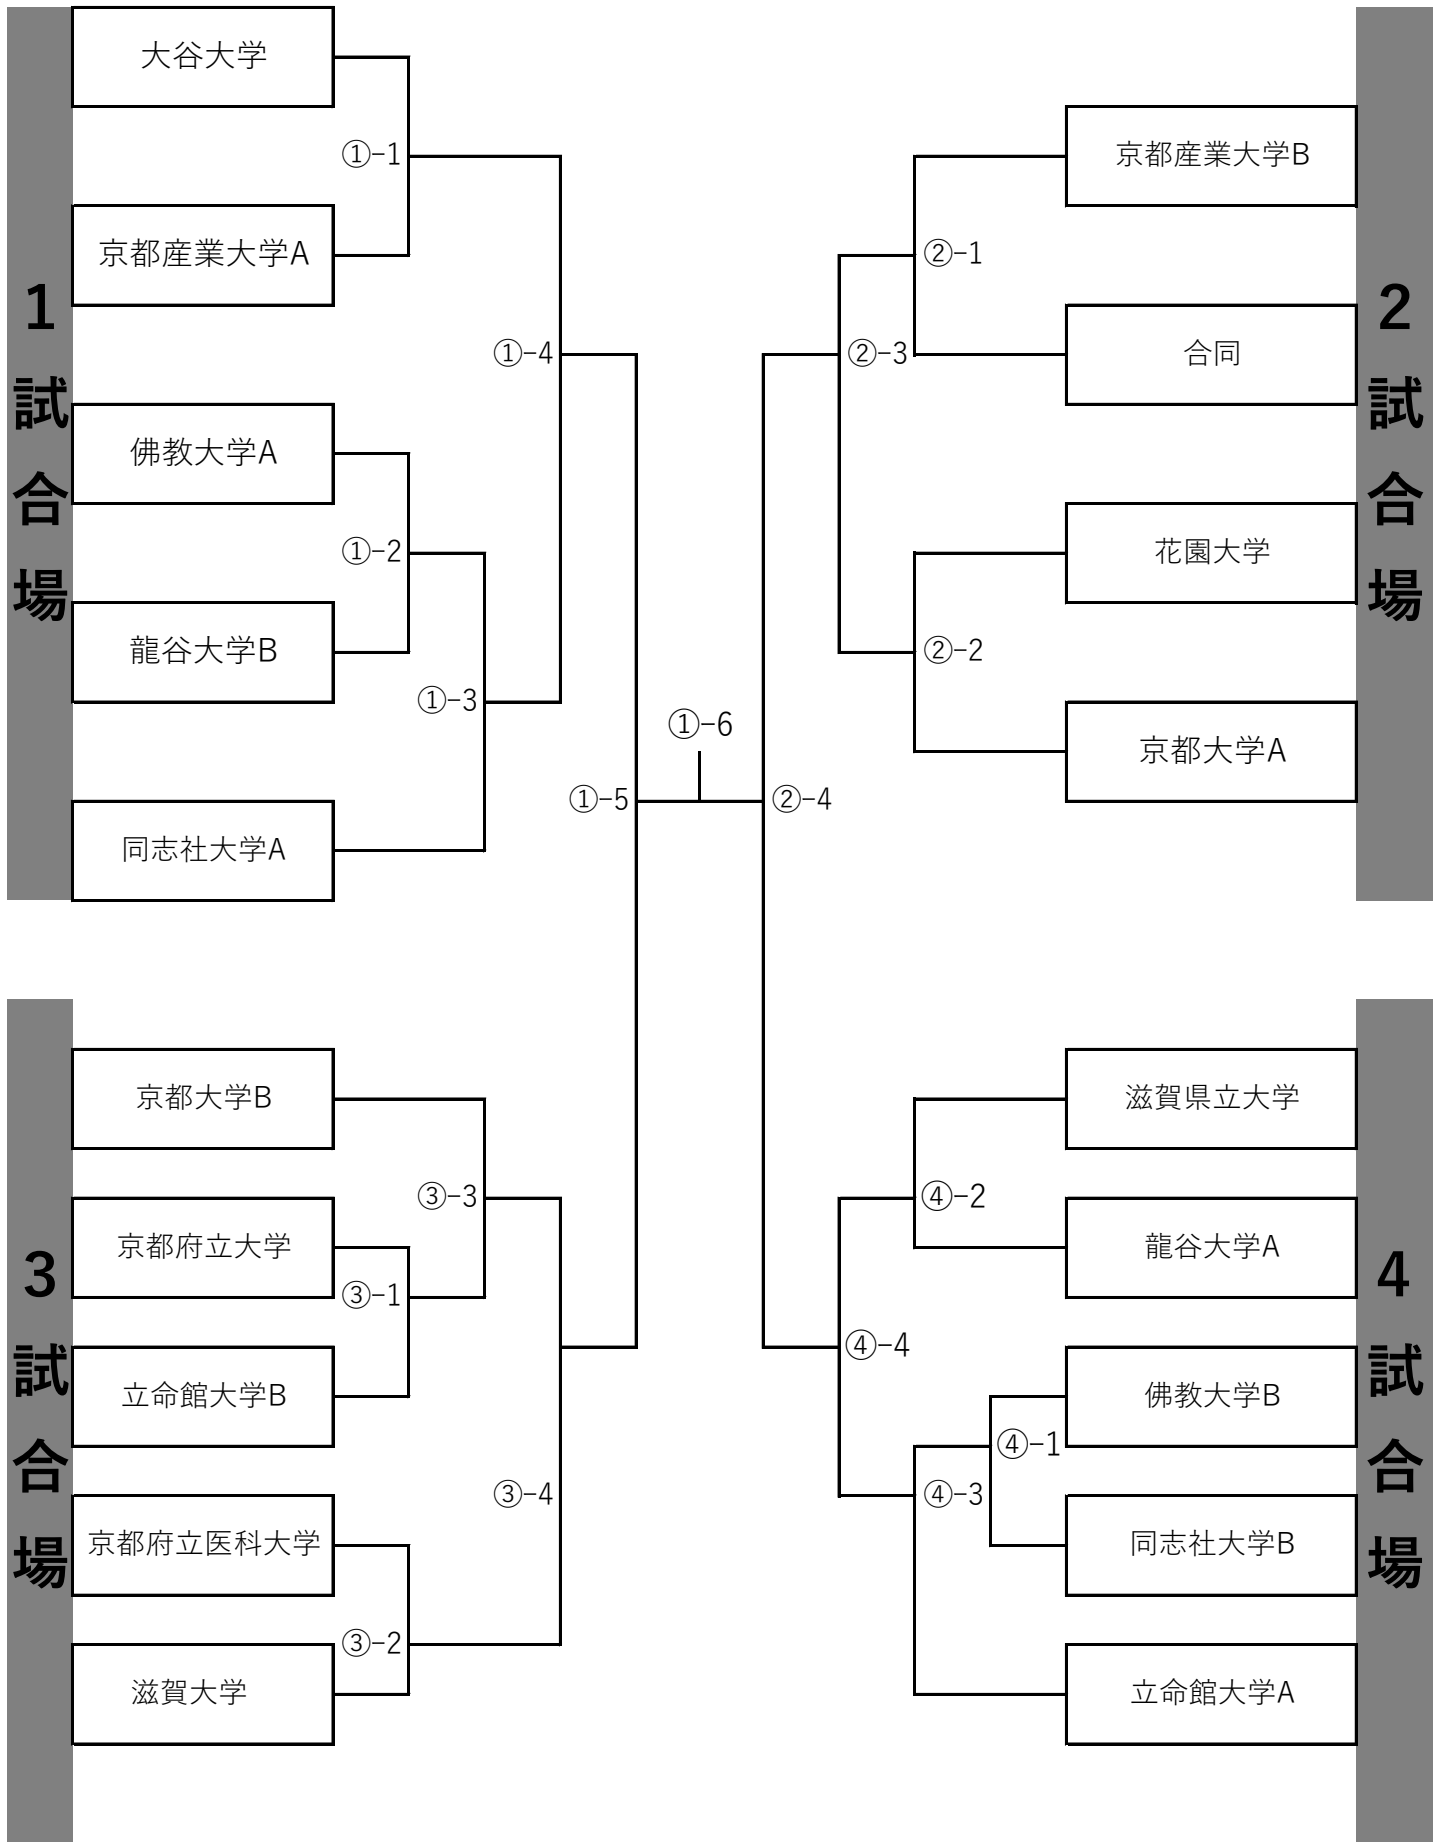 1試合場
大谷大学
①-1
京都産業大学A
①-4
佛教大学A
①-2
龍谷大学B
①-3
同志社大学A
①-5
①-6
2試合場
京都産業大学B
②-1
合同
②-3
花園大学
②-2
京都大学A
②-4
3試合場
京都大学B
③-3
京都府立大学
③-1
立命館大学B
③-4
京都府立医科大学
③-2
滋賀大学
4試合場
滋賀県立大学
④-2
龍谷大学A
④-4
佛教大学B
④-1
④-3
同志社大学B
立命館大学A